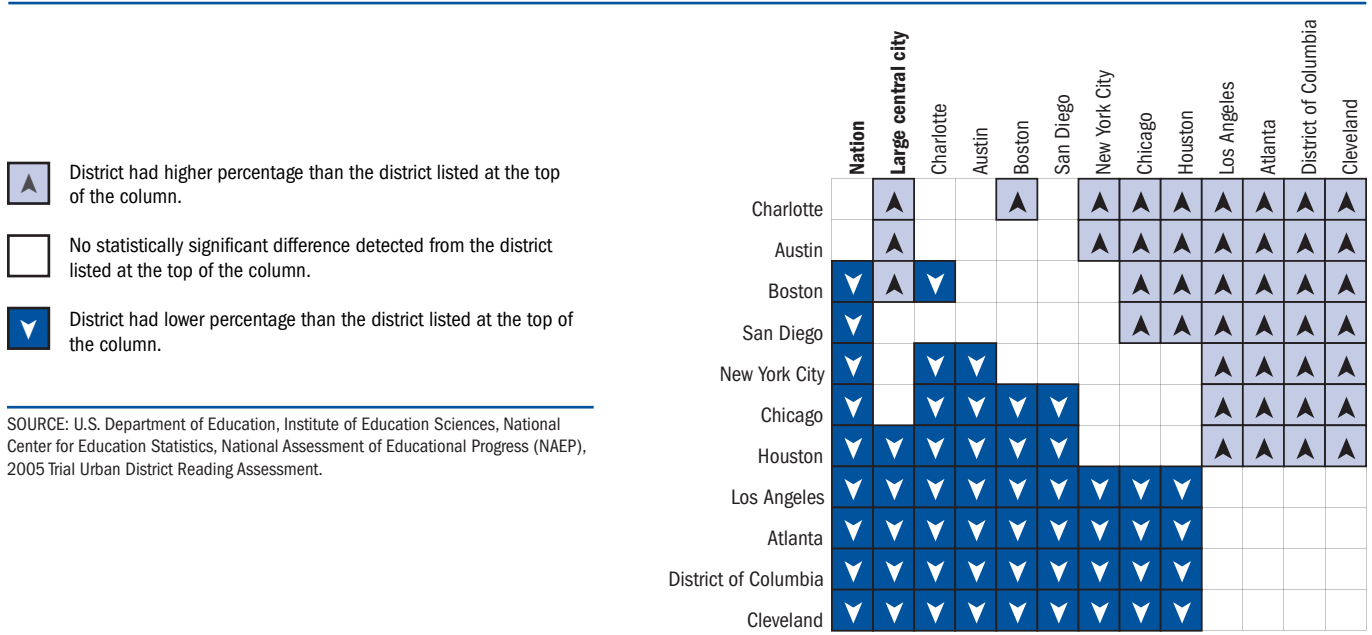 District had higher percentage than the district listed at the top
of the column.
No statistically significant difference detected from the district
listed at the top of the column.
District had lower percentage than the district listed at the top of
the column.
SOURCE: U.S. Department of Education, Institute of Education Sciences, National
Center for Education Statistics, National Assessment of Educational Progress (NAEP),
2005 Trial Urban District Reading Assessment.
Nation
Large central city
Charlotte
Austin
Boston
San Diego
New York City
Chicago
Houston
Los Angeles
Atlanta
District of Columbia
Cleveland
Charlotte
Austin
Boston
San Diego
New York City
Chicago
Houston
Los Angeles
Atlanta
District of Columbia
Cleveland